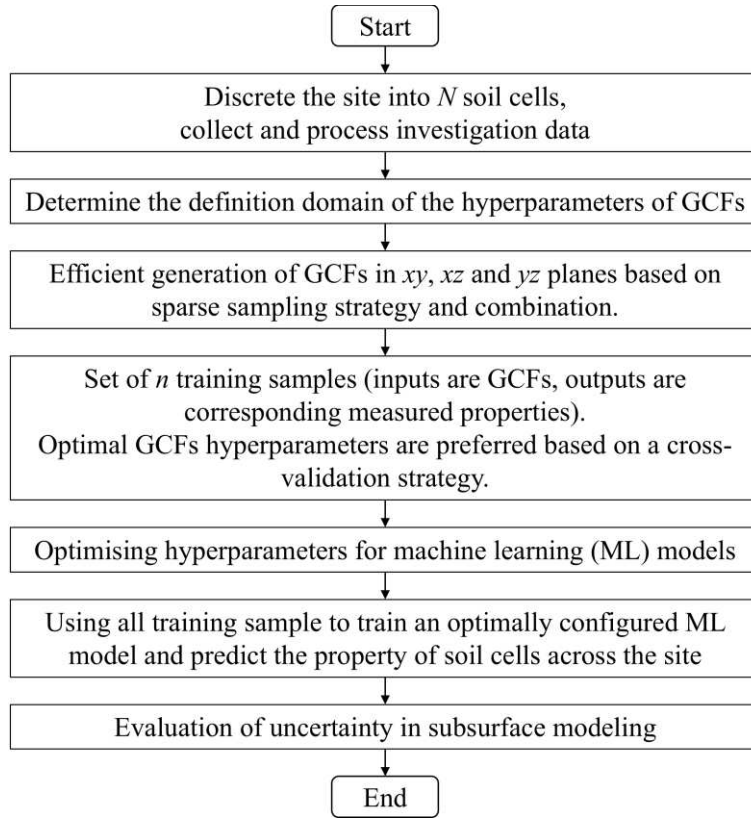 Start
Discrete the site into N soil cells,
collect and process investigation data
Determine the definition domain of the hyperparameters of GCFs
Efficient generation of GCFs in xy, xz and yz planes based on
sparse sampling strategy and combination.
Set of n training samples (inputs are GCFs, outputs are
corresponding measured properties).
Optimal GCFs hyperparameters are preferred based on a cross-
validation strategy.
Optimising hyperparameters for machine learning (ML) models
Using all training sample to train an optimally configured ML
model and predict the property of soil cells across the site
Evaluation of uncertainty in subsurface modeling
End